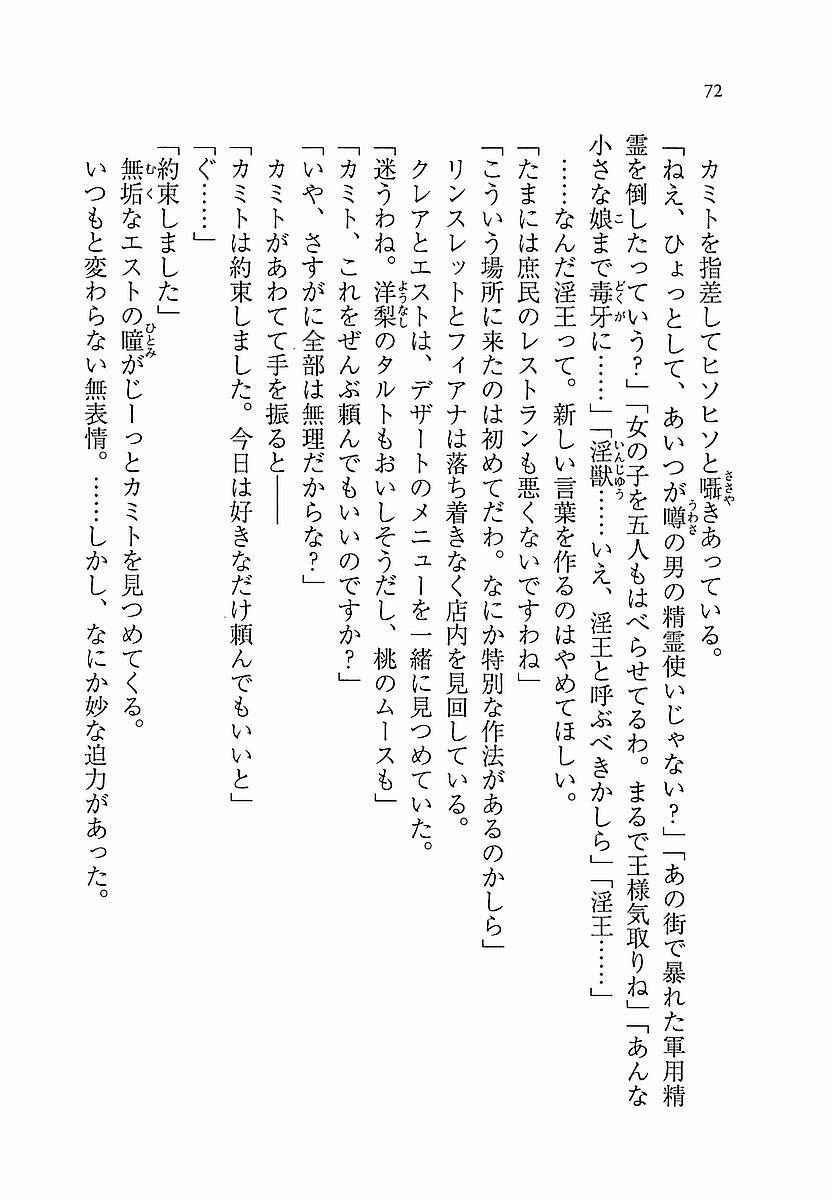 72
カミトを指差してヒソヒソと囁きあっている。
「ねえ、ひょっとして、あいつが噂の男の精霊使いじゃない？」「あの街で暴れた軍用精
霊を倒したっていう？」「女の子を五人もはべらせてるわ。まるで王様気取りね」「あんな
小さな娘まで毒牙に……」「淫獣……いえ、淫王と呼ぶべきかしら」「淫王……」
……なんだ淫王って。新しい言葉を作るのはやめてほしい。
「たまには庶民のレストランも悪くないですわね」
「こういう場所に来たのは初めてだわ。なにか特別な作法があるのかしら」
リンスレットとフィアナは落ち着きなく店内を見回している。
クレアとエストは、デザートのメニューを一緒に見つめていた。
「迷うわね。洋梨のタルトもおいしそうだし、桃のムースも」
「カミト、これをぜんぶ頼んでもいいのですか？」
「いや、さすがに全部は無理だからな？」
カミトがあわてて手を振ると――
「カミトは約束しました。今日は好きなだけ頼んでもいいと」
「ぐ……」
「約束しました」
無垢なエストの瞳がじーっとカミトを見つめてくる。
いつもと変わらない無表情。……しかし、なにか妙な迫力があった。